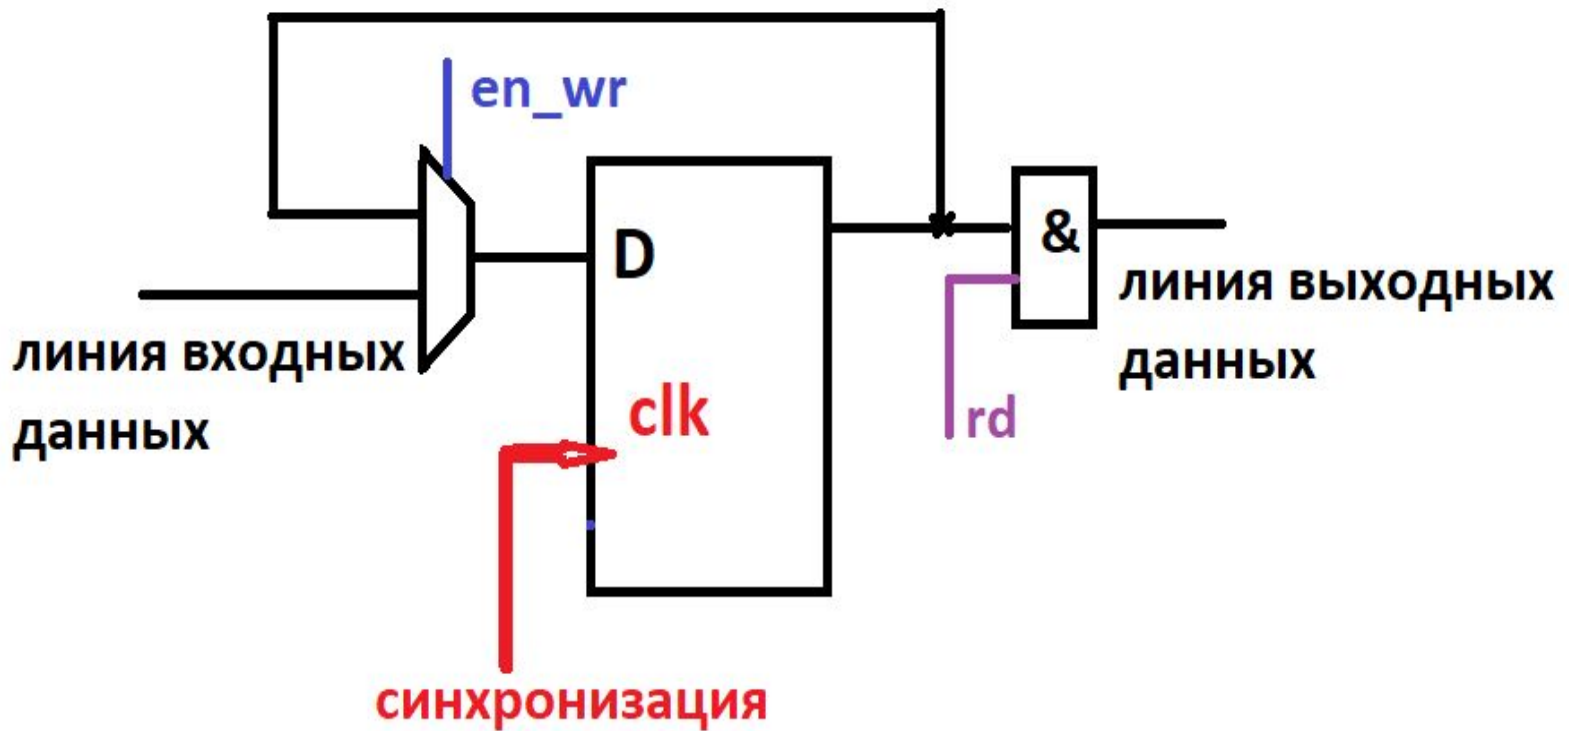 en_wr
D
&
линия входных
данных
clk
rd
линия выходных
данных
синхронизация